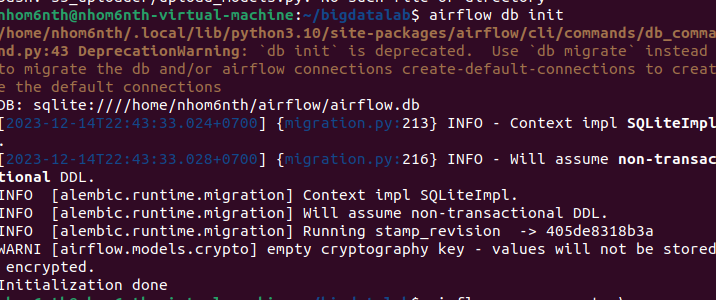 nhom6nth@nhom6nth-virtual-machine:~/bigdatalab$ airflow db init
/home/nhom6nth/.local/lib/python3.10/site-packages/airflow/cli/commands/db_comma
nd.py:43 DeprecationWarning: `db init` is deprecated.  Use `db migrate` instead
to migrate the db and/or airflow connections create-default-connections to creat
e the default connections
DB: sqlite:////home/nhom6nth/airflow/airflow.db
[2023-12-14T22:43:33.024+0700] {migration.py:213} INFO - Context impl SQLiteImpl
.
[2023-12-14T22:43:33.028+0700] {migration.py:216} INFO - Will assume non-transac
tional DDL.
INFO  [alembic.runtime.migration] Context impl SQLiteImpl.
INFO  [alembic.runtime.migration] Will assume non-transactional DDL.
INFO  [alembic.runtime.migration] Running stamp_revision  -> 405de8318b3a
WARNI [airflow.models.crypto] empty cryptography key - values will not be stored
 encrypted.
Initialization done